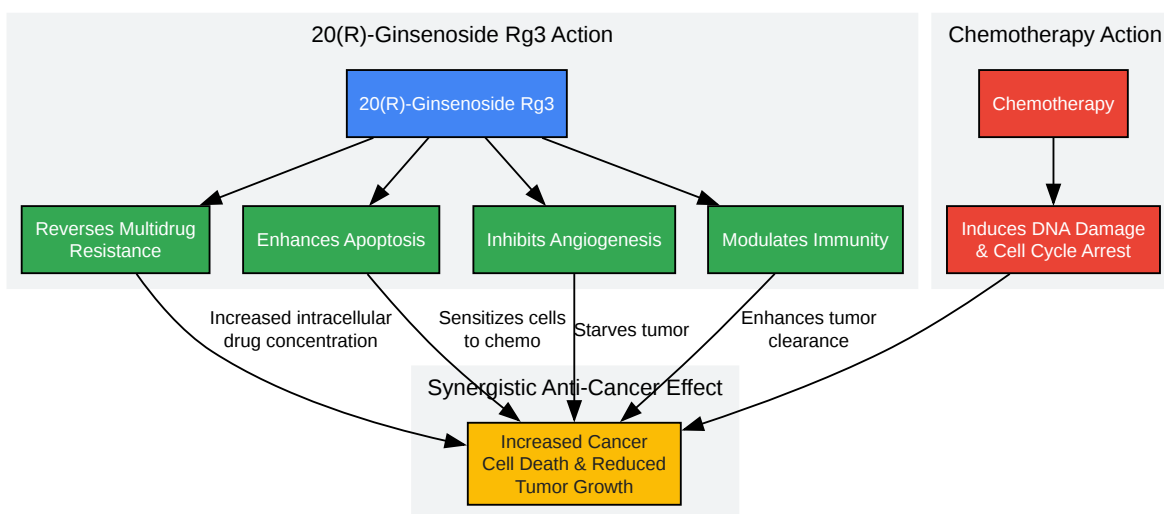 20(R)-Ginsenoside Rg3 Action
Chemotherapy Action
20(R)-Ginsenoside Rg3
Chemotherapy
Reverses Multidrug
Resistance
Enhances Apoptosis
Inhibits Angiogenesis
Modulates Immunity
Induces DNA Damage
& Cell Cycle Arrest
Increased intracellular
drug concentration
Sensitizes cells
to chemo
Starves tumor
Enhances tumor
clearance
Synergistic Anti-Cancer Effect
Increased Cancer
Cell Death & Reduced
Tumor Growth